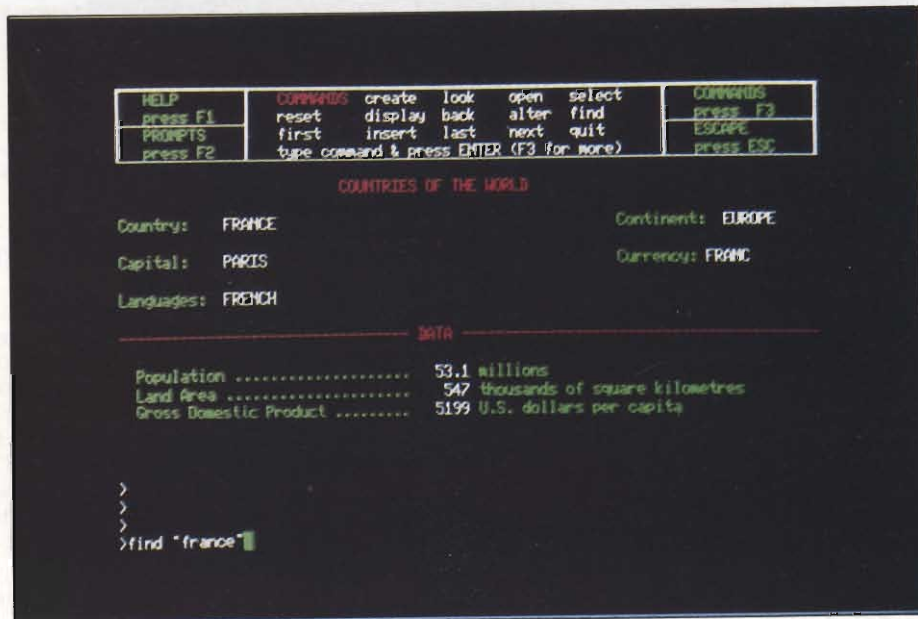 HELP COMMANDS create look open select COMMANDS
press F1 reset display back alter find press F3
PROMPTS first insert last next quit ESCAPE
press F2 type command & press ENTER (F3 for more) press ESC
COUNTRIES OF THE WORLD
Country: FRANCE Continent: EUROPE
Capital: PARIS Currency: FRANC
Languages: FRENCH
DATA
Population ...................... 53.1 millions
Land Area ....................... 547 thousands of square kilometres
Gross Domestic Product ......... 5199 U.S. dollars per capita
>
>
>
>find "france"